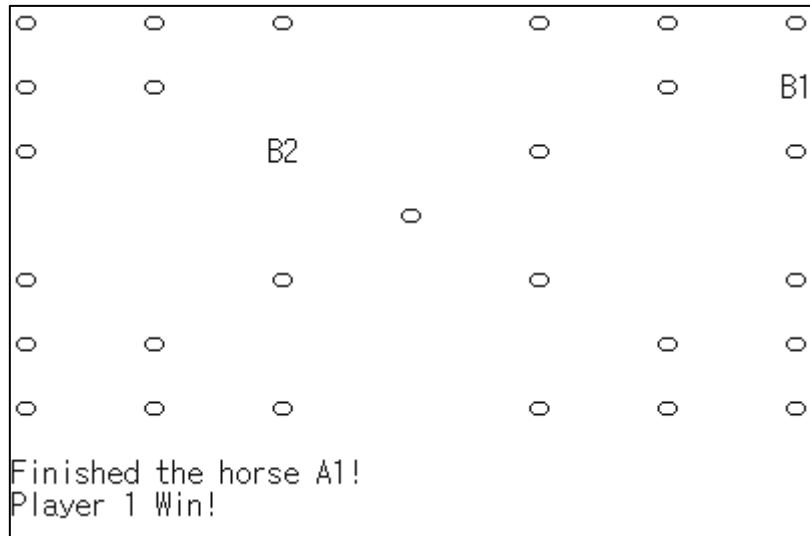 ○ ○ ○ ○ ○ ○
○ ○ ○ B1
○ B2 ○ ○
○
○ ○ ○ ○
○ ○ ○ ○
○ ○ ○ ○ ○ ○
Finished the horse A1!
Player 1 Win!